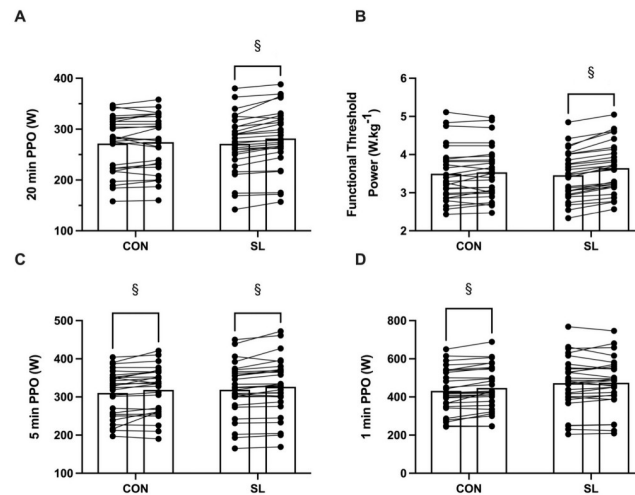 A
§
20 min PPO (W)
400
300
200
100
CON
SL
B
§
Functional Threshold
Power (W.kg⁻¹)
6
5
4
3
2
CON
SL
C
§
§
5 min PPO (W)
500
400
300
200
100
CON
SL
D
§
1 min PPO (W)
1000
800
600
400
200
0
CON
SL